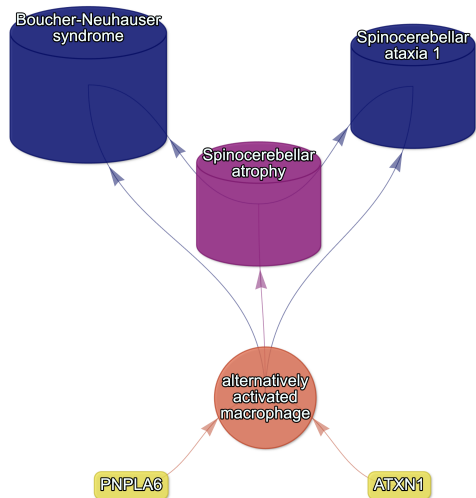 Boucher-Neuhauser
syndrome
Spinocerebellar
ataxia 1
Spinocerebellar
atrophy
alternatively
activated
macrophage
PNPLA6
ATXN1